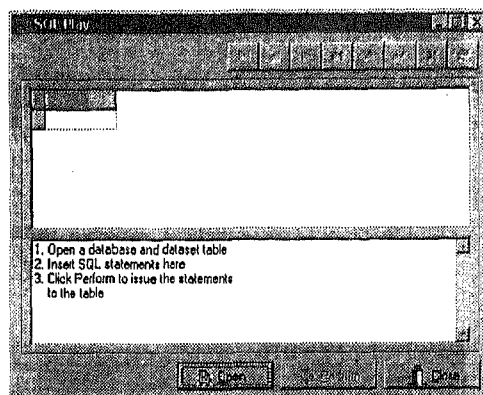 SQL Play
1. Open a database and dataset table
2. Insert SQL statements here
3. Click Perform to issue the statements
to the table
Open
Close